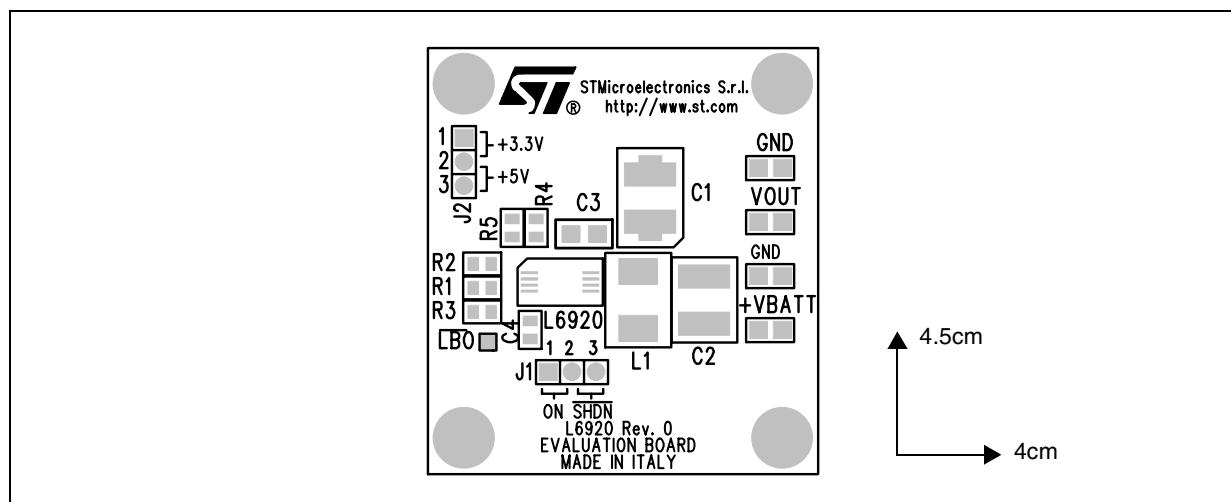 ST®
STMicroelectronics S.r.l.
http://www.st.com
1
2
3
+3.3V
+5V
J2
R5
R4
C3
C1
GND
VOUT
GND
+VBATT
R2
R1
R3
LBO
C4
L6920
L1
C2
J1
1 2 3
ON SHDN
L6920 Rev. 0
EVALUATION BOARD
MADE IN ITALY
4.5cm
4cm